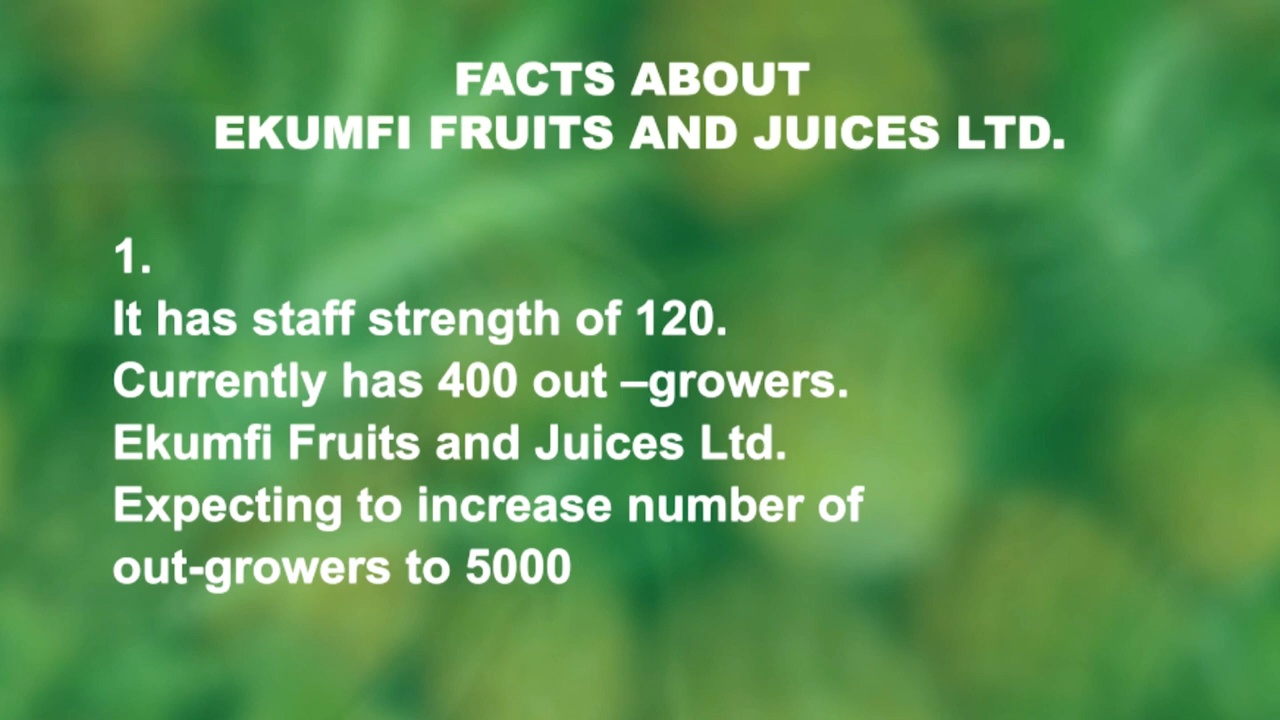 FACTS ABOUT
EKUMFI FRUITS AND JUICES LTD.
1.
It has staff strength of 120.
Currently has 400 out –growers.
Ekumfi Fruits and Juices Ltd.
Expecting to increase number of
out-growers to 5000